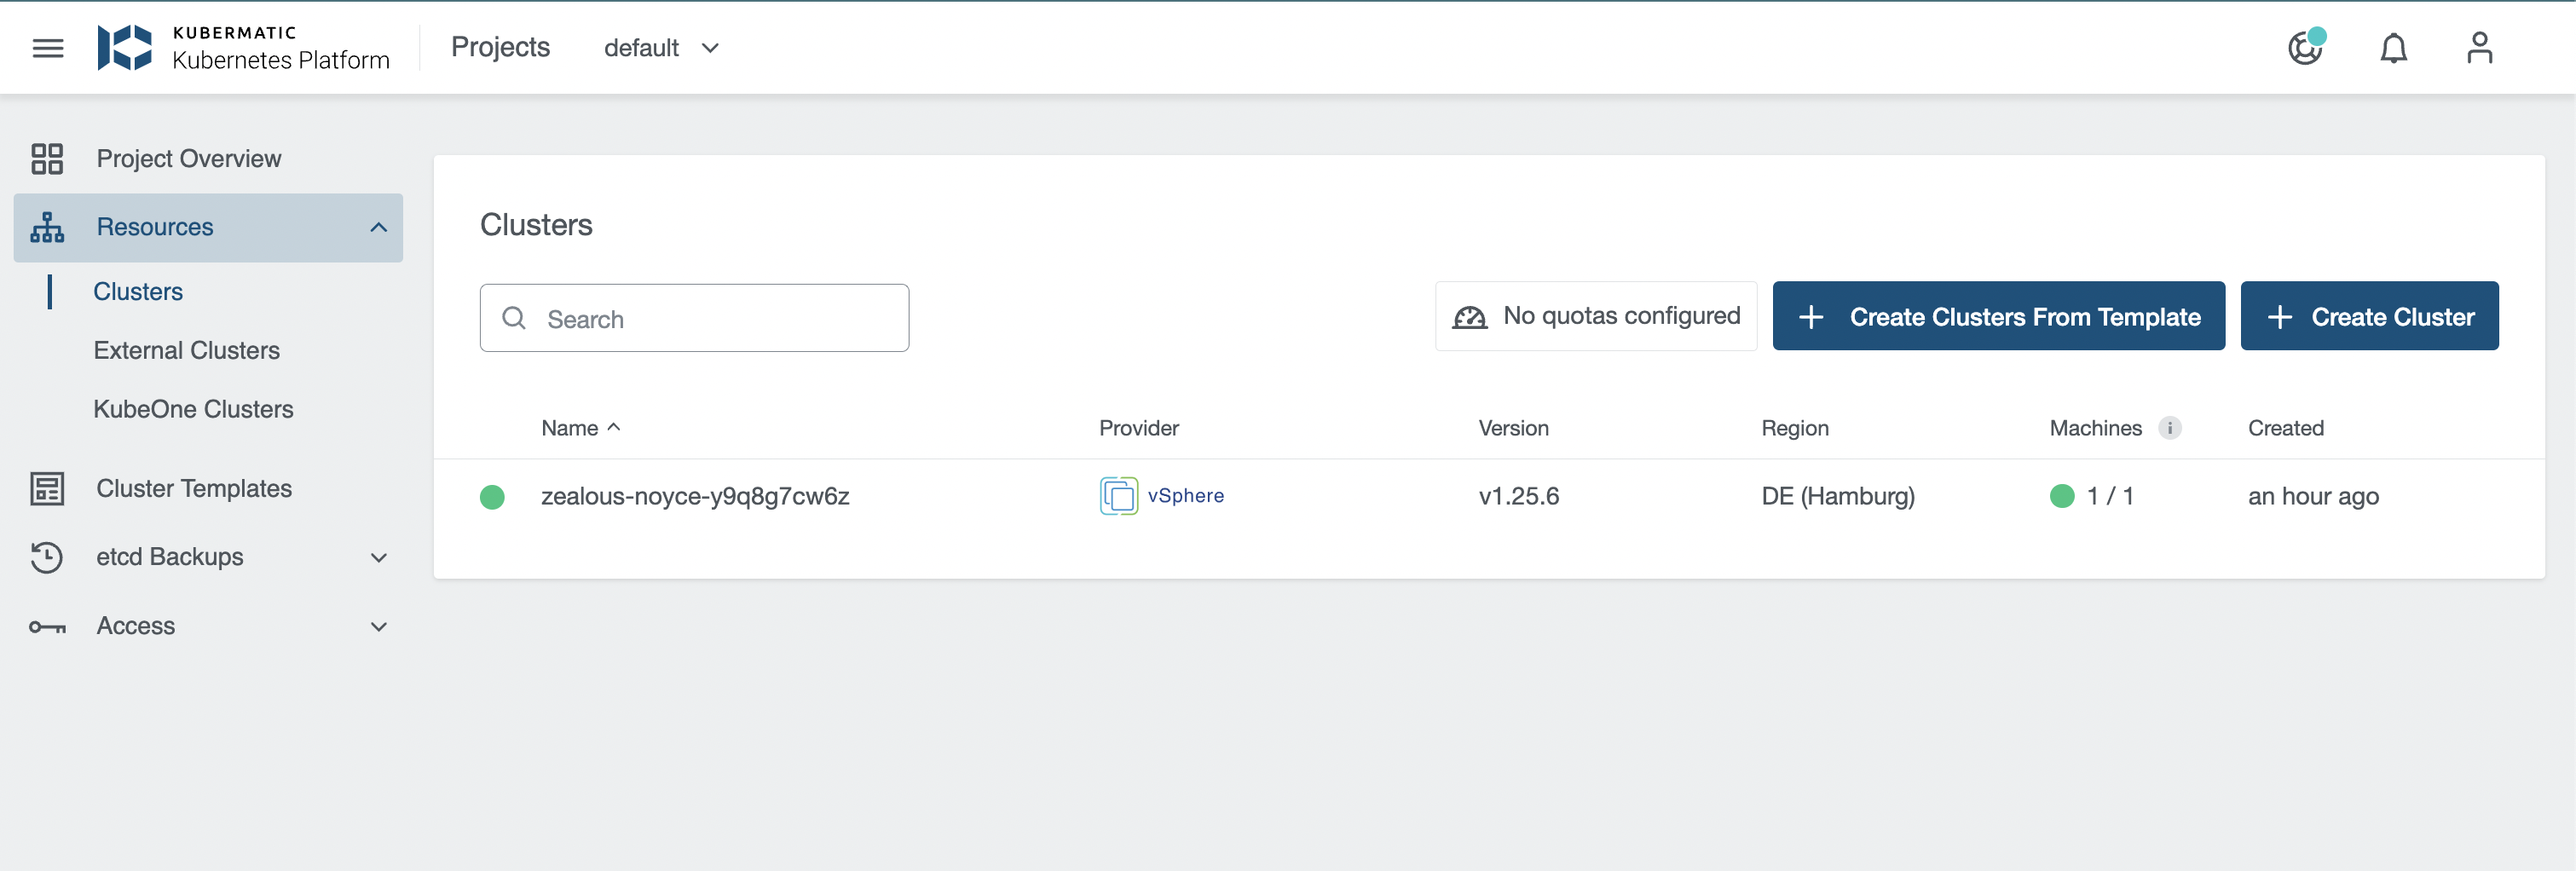 KUBERMATIC
Kubernetes Platform
Projects
default
Project Overview
Resources
Clusters
External Clusters
KubeOne Clusters
Cluster Templates
etcd Backups
Access
Clusters
Search
No quotas configured
Create Clusters From Template
Create Cluster
Name Provider Version Region Machines i Created
zealous-noyce-y9q8g7cw6z vSphere v1.25.6 DE (Hamburg) 1 / 1 an hour ago